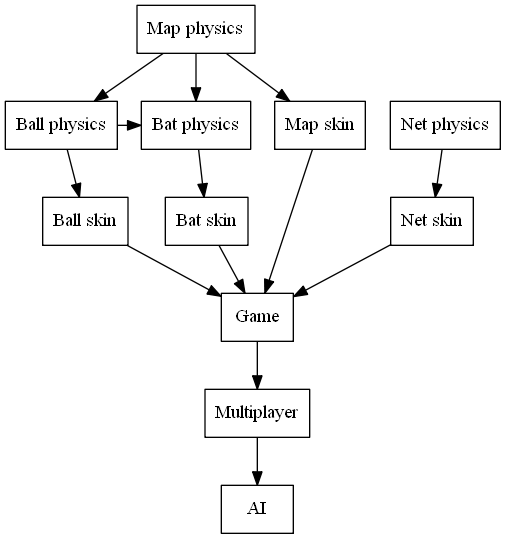 Map physics
Ball physics
Bat physics
Map skin
Net physics
Ball skin
Bat skin
Net skin
Game
Multiplayer
AI